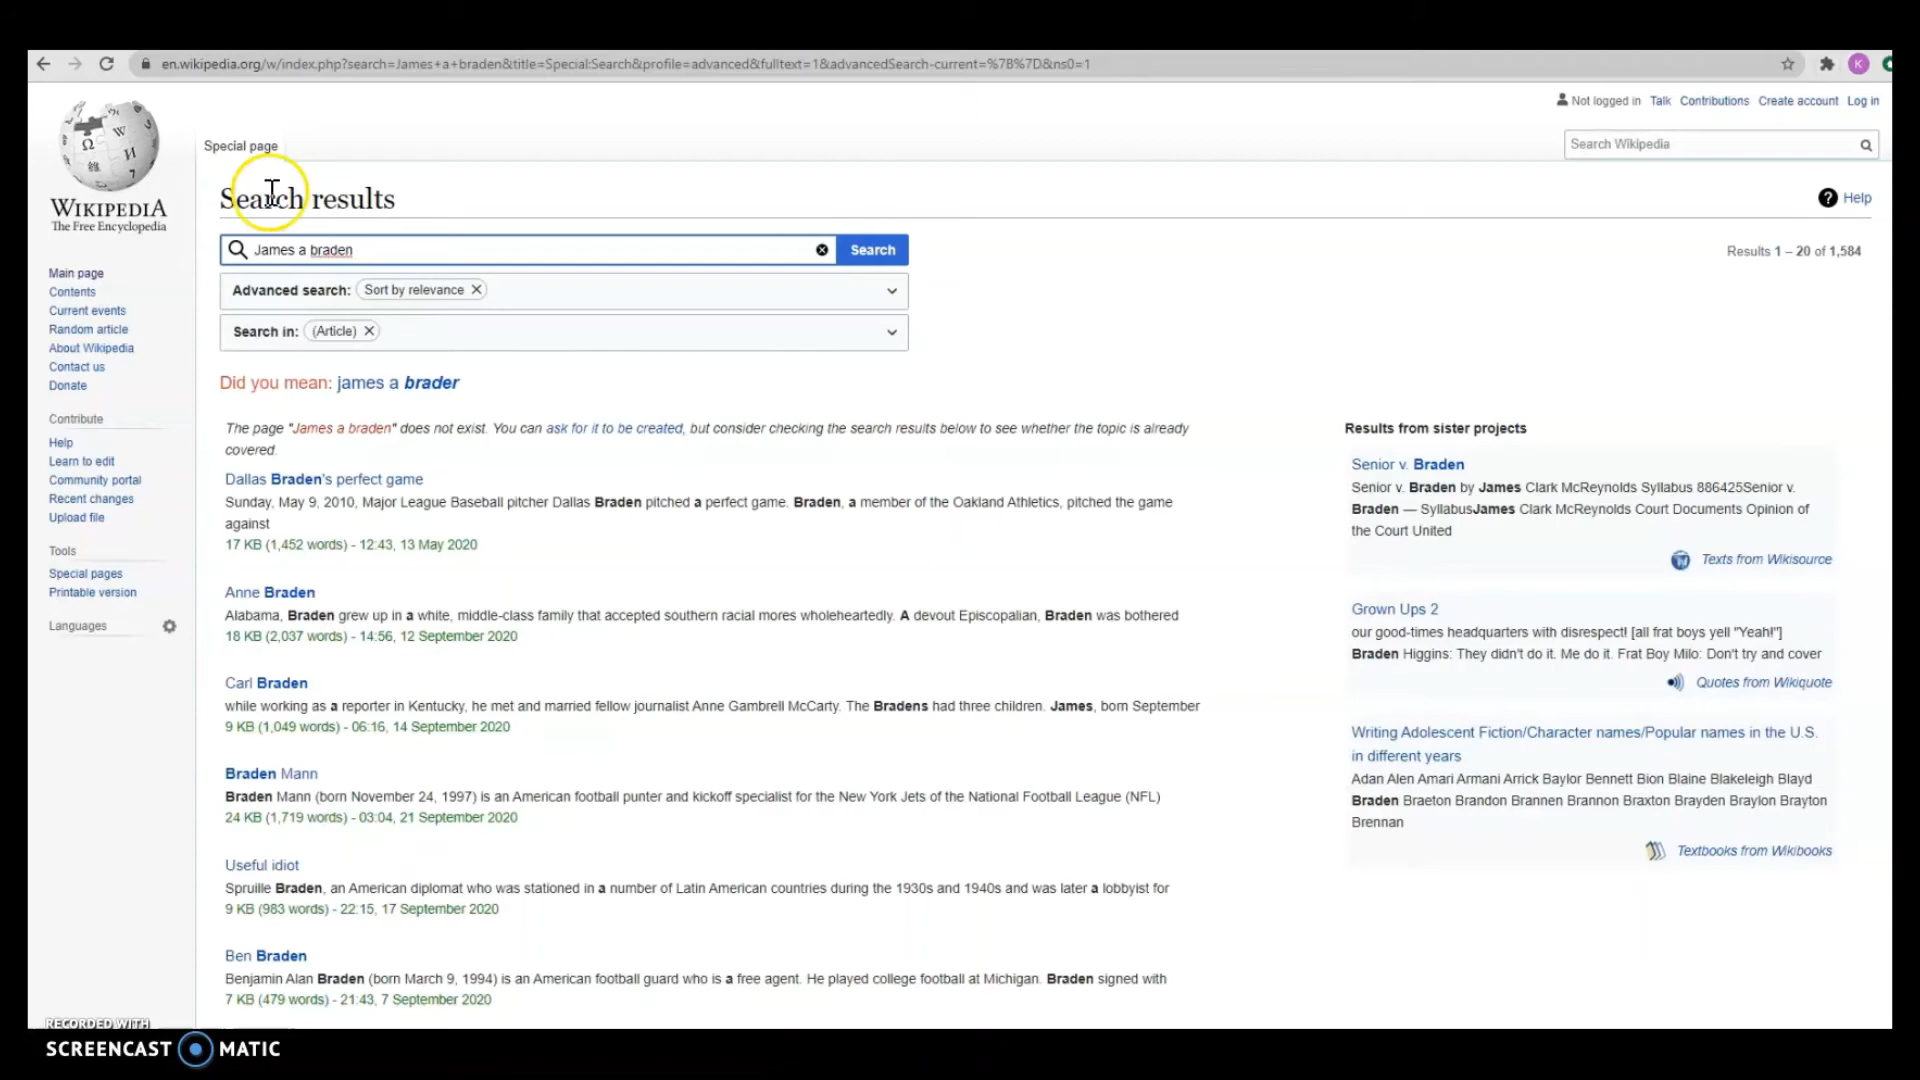 en.wikipedia.org/w/index.php?search=James+a+braden&title=Special:Search&profile=advanced&fulltext=1&advancedSearch-current=%7B%7D&ns0=1
K
Not logged in Talk Contributions Create account Log in
Special page
Search Wikipedia
WIKIPEDIA
The Free Encyclopedia
Search results
Help
James a braden
Search
Results 1 – 20 of 1,584
Advanced search: Sort by relevance
Search in: (Article)
Main page
Contents
Current events
Random article
About Wikipedia
Contact us
Donate
Contribute
Help
Learn to edit
Community portal
Recent changes
Upload file
Tools
Special pages
Printable version
Languages
Did you mean: james a brader
The page "James a braden" does not exist. You can ask for it to be created, but consider checking the search results below to see whether the topic is already
covered.
Dallas Braden's perfect game
Sunday, May 9, 2010, Major League Baseball pitcher Dallas Braden pitched a perfect game. Braden, a member of the Oakland Athletics, pitched the game
against
17 KB (1,452 words) - 12:43, 13 May 2020
Anne Braden
Alabama, Braden grew up in a white, middle-class family that accepted southern racial mores wholeheartedly. A devout Episcopalian, Braden was bothered
18 KB (2,037 words) - 14:56, 12 September 2020
Carl Braden
while working as a reporter in Kentucky, he met and married fellow journalist Anne Gambrell McCarty. The Bradens had three children. James, born September
9 KB (1,049 words) - 06:16, 14 September 2020
Braden Mann
Braden Mann (born November 24, 1997) is an American football punter and kickoff specialist for the New York Jets of the National Football League (NFL)
24 KB (1,719 words) - 03:04, 21 September 2020
Useful idiot
Spruille Braden, an American diplomat who was stationed in a number of Latin American countries during the 1930s and 1940s and was later a lobbyist for
9 KB (983 words) - 22:15, 17 September 2020
Ben Braden
Benjamin Alan Braden (born March 9, 1994) is an American football guard who is a free agent. He played college football at Michigan. Braden signed with
7 KB (479 words) - 21:43, 7 September 2020
Results from sister projects
Senior v. Braden
Senior v. Braden by James Clark McReynolds Syllabus 886425Senior v.
Braden — SyllabusJames Clark McReynolds Court Documents Opinion of
the Court United
Texts from Wikisource
Grown Ups 2
our good-times headquarters with disrespect! [all frat boys yell "Yeah!"]
Braden Higgins: They didn't do it. Me do it. Frat Boy Milo: Don't try and cover
Quotes from Wikiquote
Writing Adolescent Fiction/Character names/Popular names in the U.S.
in different years
Adan Alen Amari Armani Arrick Baylor Bennett Bion Blaine Blakeleigh Blayd
Braden Braeton Brandon Brannen Brannon Braxton Brayden Braylon Brayton
Brennan
Textbooks from Wikibooks
RECORDED WITH
SCREENCAST MATIC